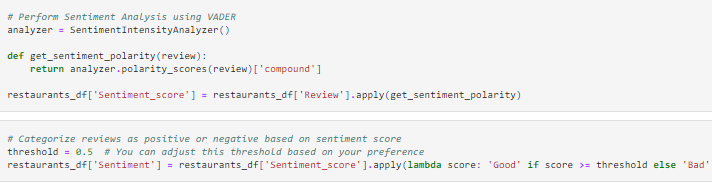 # Perform Sentiment Analysis using VADER
analyzer = SentimentIntensityAnalyzer()
def get_sentiment_polarity(review):
    return analyzer.polarity_scores(review)['compound']
restaurants_df['Sentiment_score'] = restaurants_df['Review'].apply(get_sentiment_polarity)
# Categorize reviews as positive or negative based on sentiment score
threshold = 0.5  # You can adjust this threshold based on your preference
restaurants_df['Sentiment'] = restaurants_df['Sentiment_score'].apply(lambda score: 'Good' if score >= threshold else 'Bad'